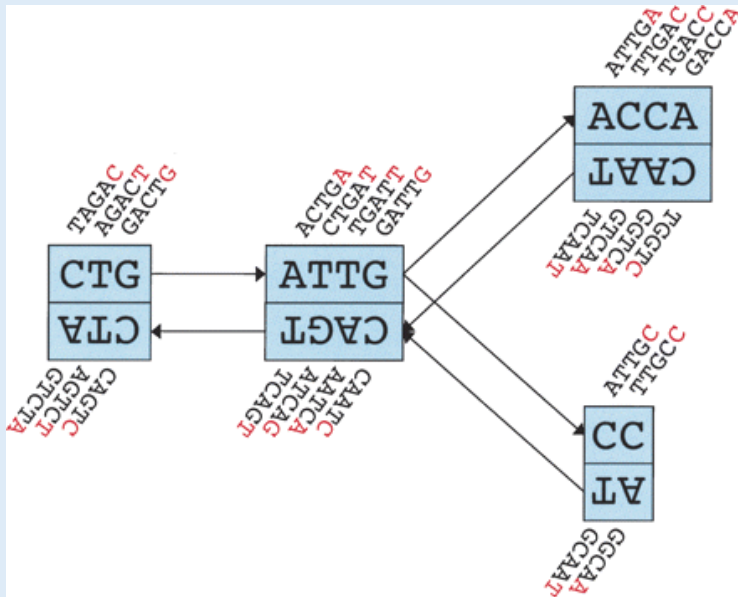 TAGAC
AGACT
GACTG
CTG
CTA
CAGTC
AGTCT
GTCTA
ACTGA
CTGAT
TGATT
GATTG
ATTG
CAGT
CAATC
AATCA
ATCAG
TCAGT
ATTGA
TTGAC
TGACC
GACCA
ACCA
CAAT
TGGTC
GGTCA
GTCAA
TCAAT
ATTGC
TTGCC
CC
AT
GGCAA
GCAAT